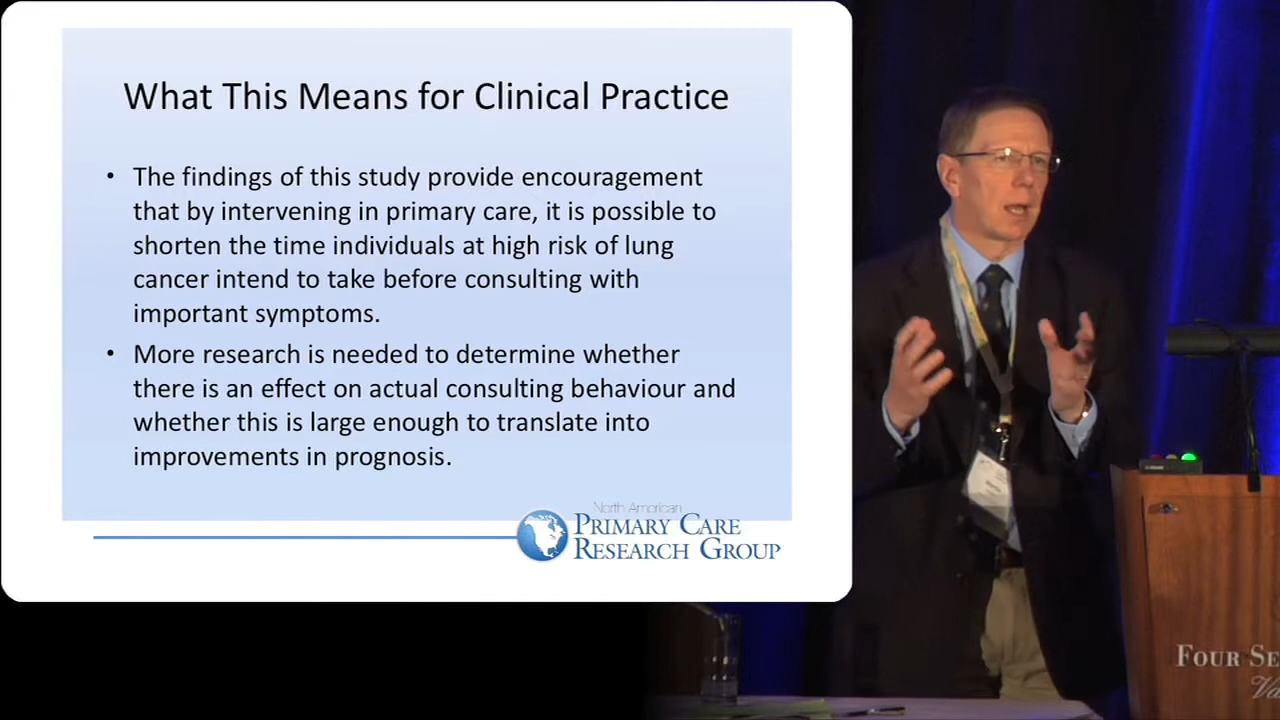 What This Means for Clinical Practice
• The findings of this study provide encouragement
that by intervening in primary care, it is possible to
shorten the time individuals at high risk of lung
cancer intend to take before consulting with
important symptoms.
• More research is needed to determine whether
there is an effect on actual consulting behaviour and
whether this is large enough to translate into
improvements in prognosis.
North American
PRIMARY CARE
RESEARCH GROUP
FOUR SE
Va